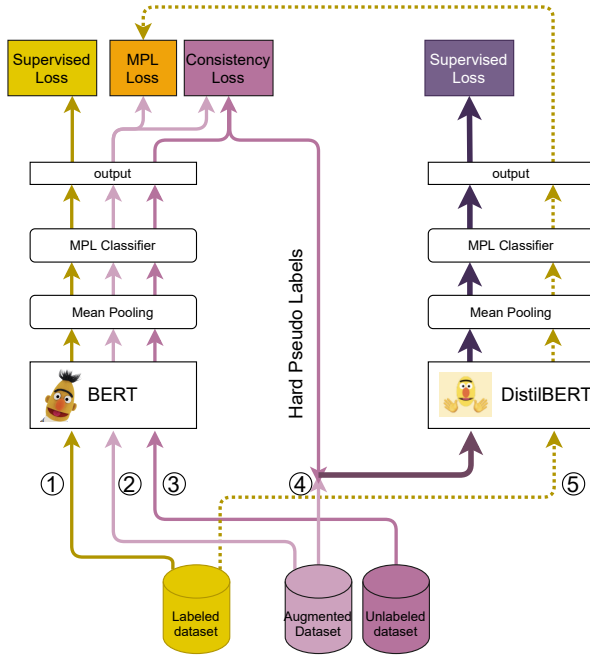 Supervised
Loss
MPL
Loss
Consistency
Loss
Supervised
Loss
output
output
MPL Classifier
MPL Classifier
Mean Pooling
Mean Pooling
Hard Pseudo Labels
BERT
DistilBERT
1
2
3
4
5
Labeled
dataset
Augmented
Dataset
Unlabeled
dataset